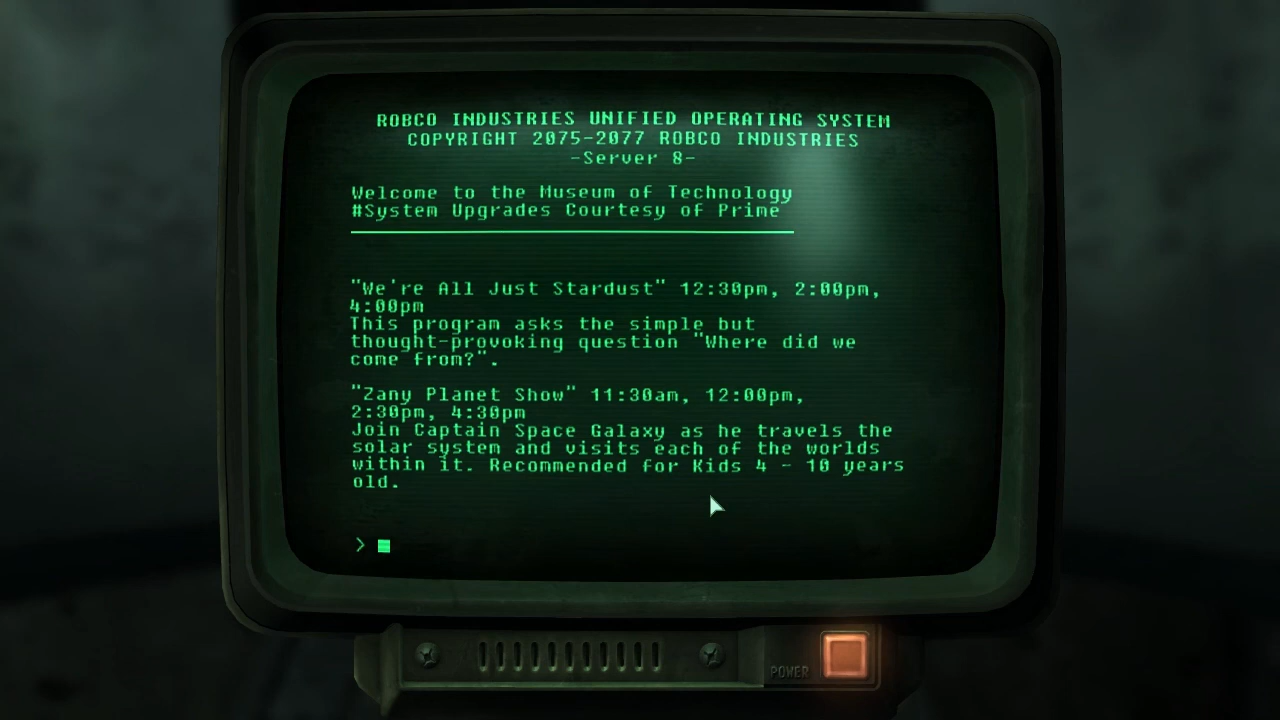 ROBCO INDUSTRIES UNIFIED OPERATING SYSTEM
COPYRIGHT 2075-2077 ROBCO INDUSTRIES
-Server 8-
Welcome to the Museum of Technology
#System Upgrades Courtesy of Prime
"We're All Just Stardust" 12:30pm, 2:00pm,
4:00pm
This program asks the simple but
thought-provoking question "Where did we
come from?".
"Zany Planet Show" 11:30am, 12:00pm,
2:30pm, 4:30pm
Join Captain Space Galaxy as he travels the
solar system and visits each of the worlds
within it. Recommended for Kids 4 - 10 years
old.
>
POWER